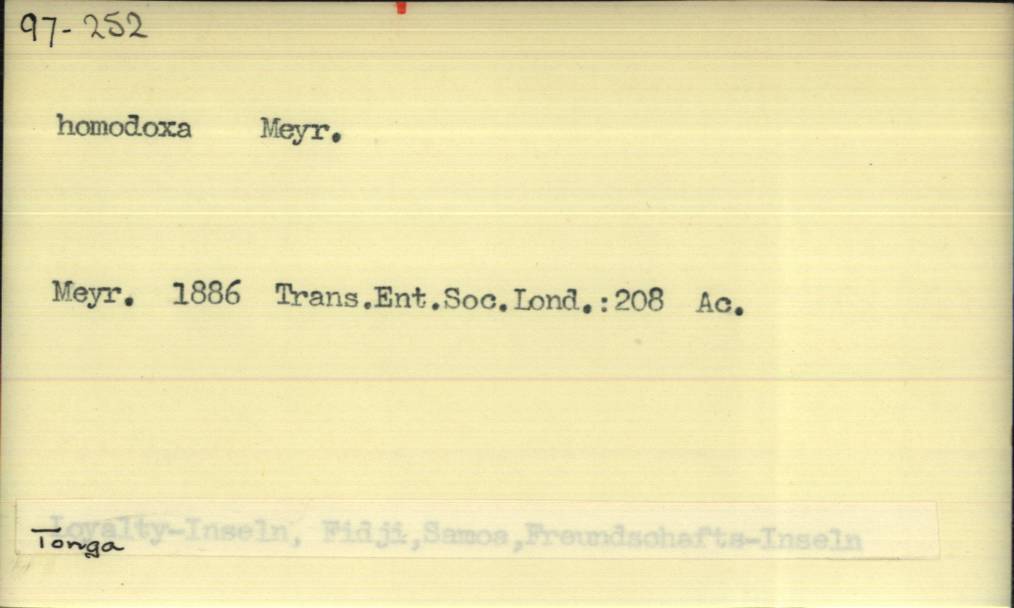 97-252
homodoxa Meyr.
Meyr. 1886 Trans.Ent.Soc.Lond.:208 Ac.
Loyalty-Inseln, Fidji,Samoa,Freundschafts-Inseln
Tonga